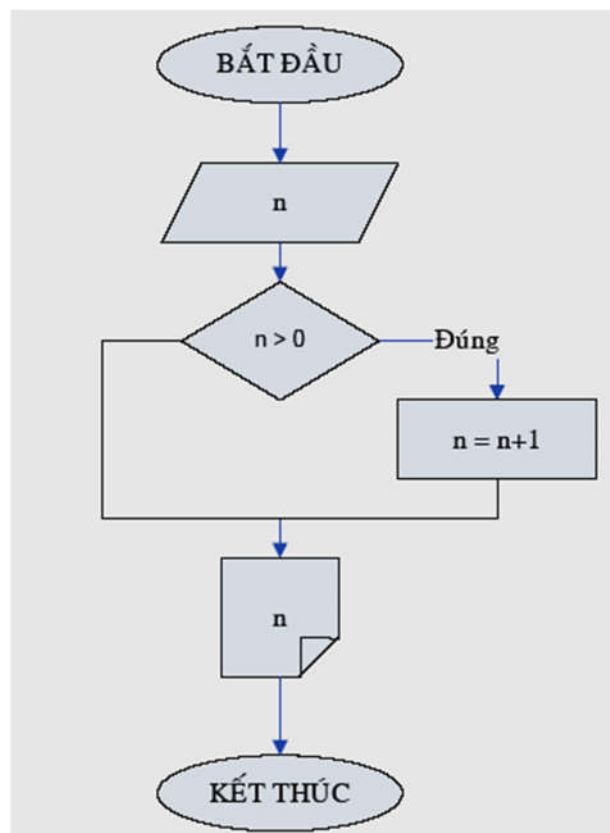 BẮT ĐẦU
n
n > 0
Đúng
n = n+1
n
KẾT THÚC